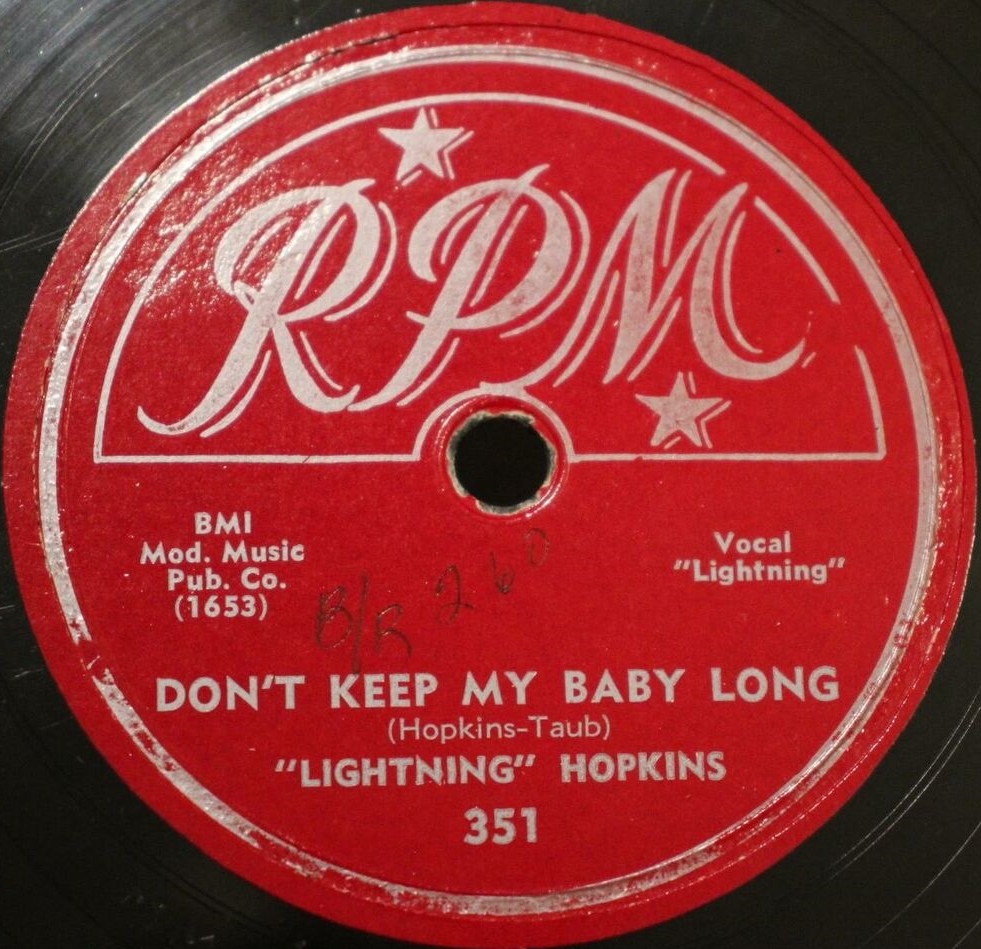 RPM
BMI
Mod. Music
Pub. Co.
(1653)
Vocal
"Lightning"
B/R 260
DON'T KEEP MY BABY LONG
(Hopkins-Taub)
"LIGHTNING" HOPKINS
351